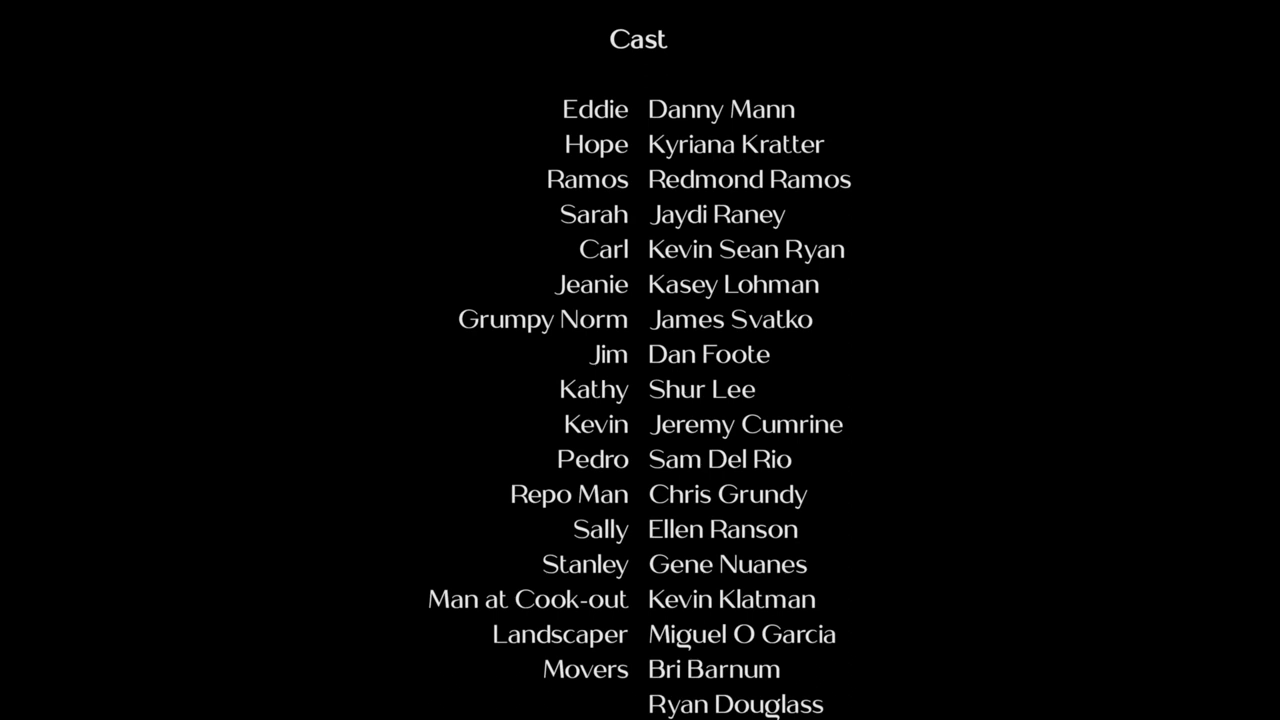 Cast
Eddie Danny Mann
Hope Kyriana Kratter
Ramos Redmond Ramos
Sarah Jaydi Raney
Carl Kevin Sean Ryan
Jeanie Kasey Lohman
Grumpy Norm James Svatko
Jim Dan Foote
Kathy Shur Lee
Kevin Jeremy Cumrine
Pedro Sam Del Rio
Repo Man Chris Grundy
Sally Ellen Ranson
Stanley Gene Nuanes
Man at Cook-out Kevin Klatman
Landscaper Miguel O Garcia
Movers Bri Barnum
Ryan Douglass